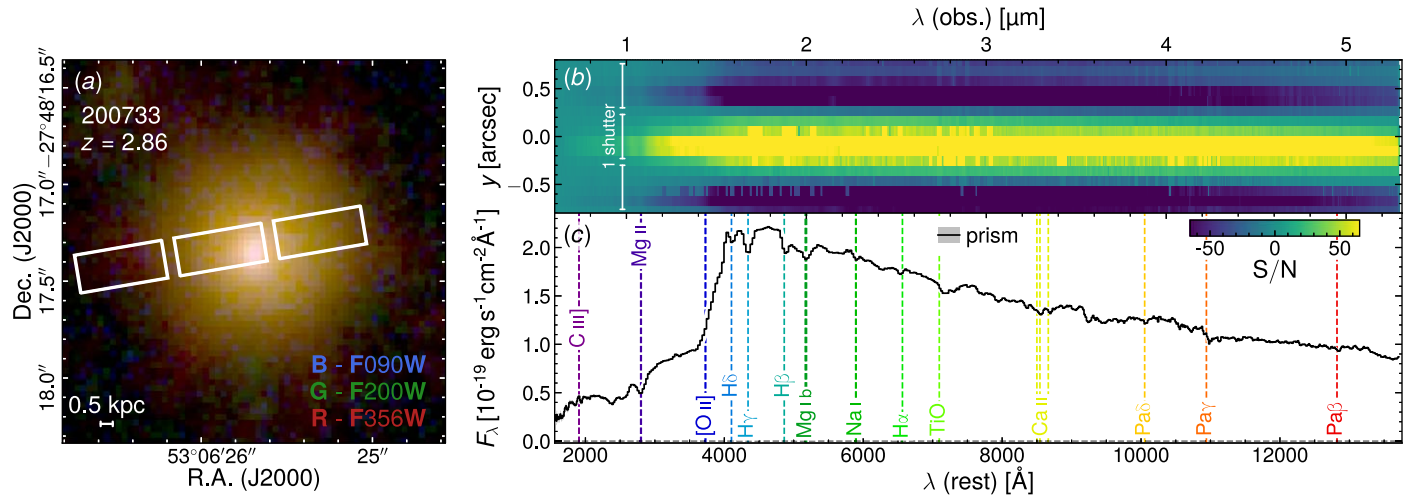 (a)
200733
z = 2.86
B - F090W
G - F200W
R - F356W
0.5 kpc
−27°48′16.5″
17.0″
17.5″
18.0″
Dec. (J2000)
53°06′26″
25″
R.A. (J2000)
λ (obs.) [μm]
1 2 3 4 5
(b)
1 shutter
0.5
0.0
−0.5
y [arcsec]
(c)
prism
−50 0 50
S/N
C III]
Mg II
[O II]
Hδ
Hγ
Hβ
Mg b
Na I
Hα
TiO
Ca II
Paδ
Paγ
Paβ
2.0
1.5
1.0
0.5
0.0
Fλ [10⁻¹⁹ erg s⁻¹cm⁻²Å⁻¹]
2000 4000 6000 8000 10000 12000
λ (rest) [Å]